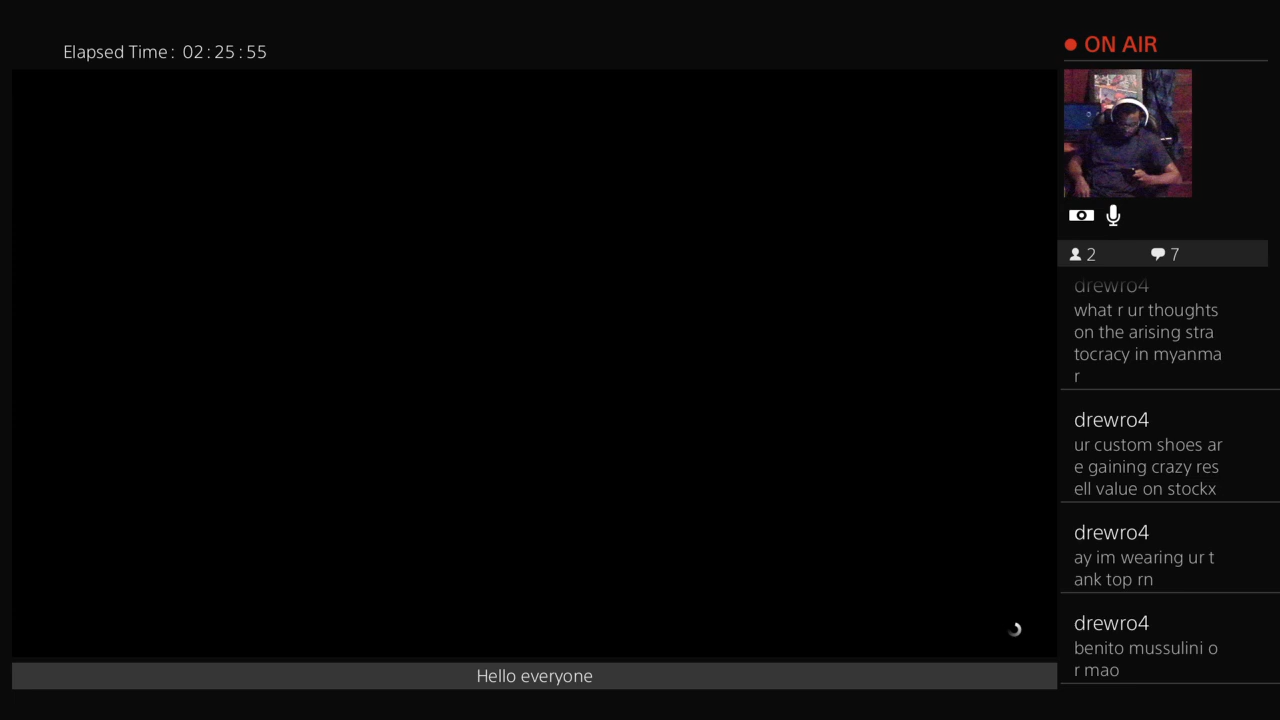 Elapsed Time: 02:25:55
ON AIR
2
7
drewro4
what r ur thoughts
on the arising stra
tocracy in myanma
r
drewro4
ur custom shoes ar
e gaining crazy res
ell value on stockx
drewro4
ay im wearing ur t
ank top rn
drewro4
benito mussulini o
r mao
Hello everyone